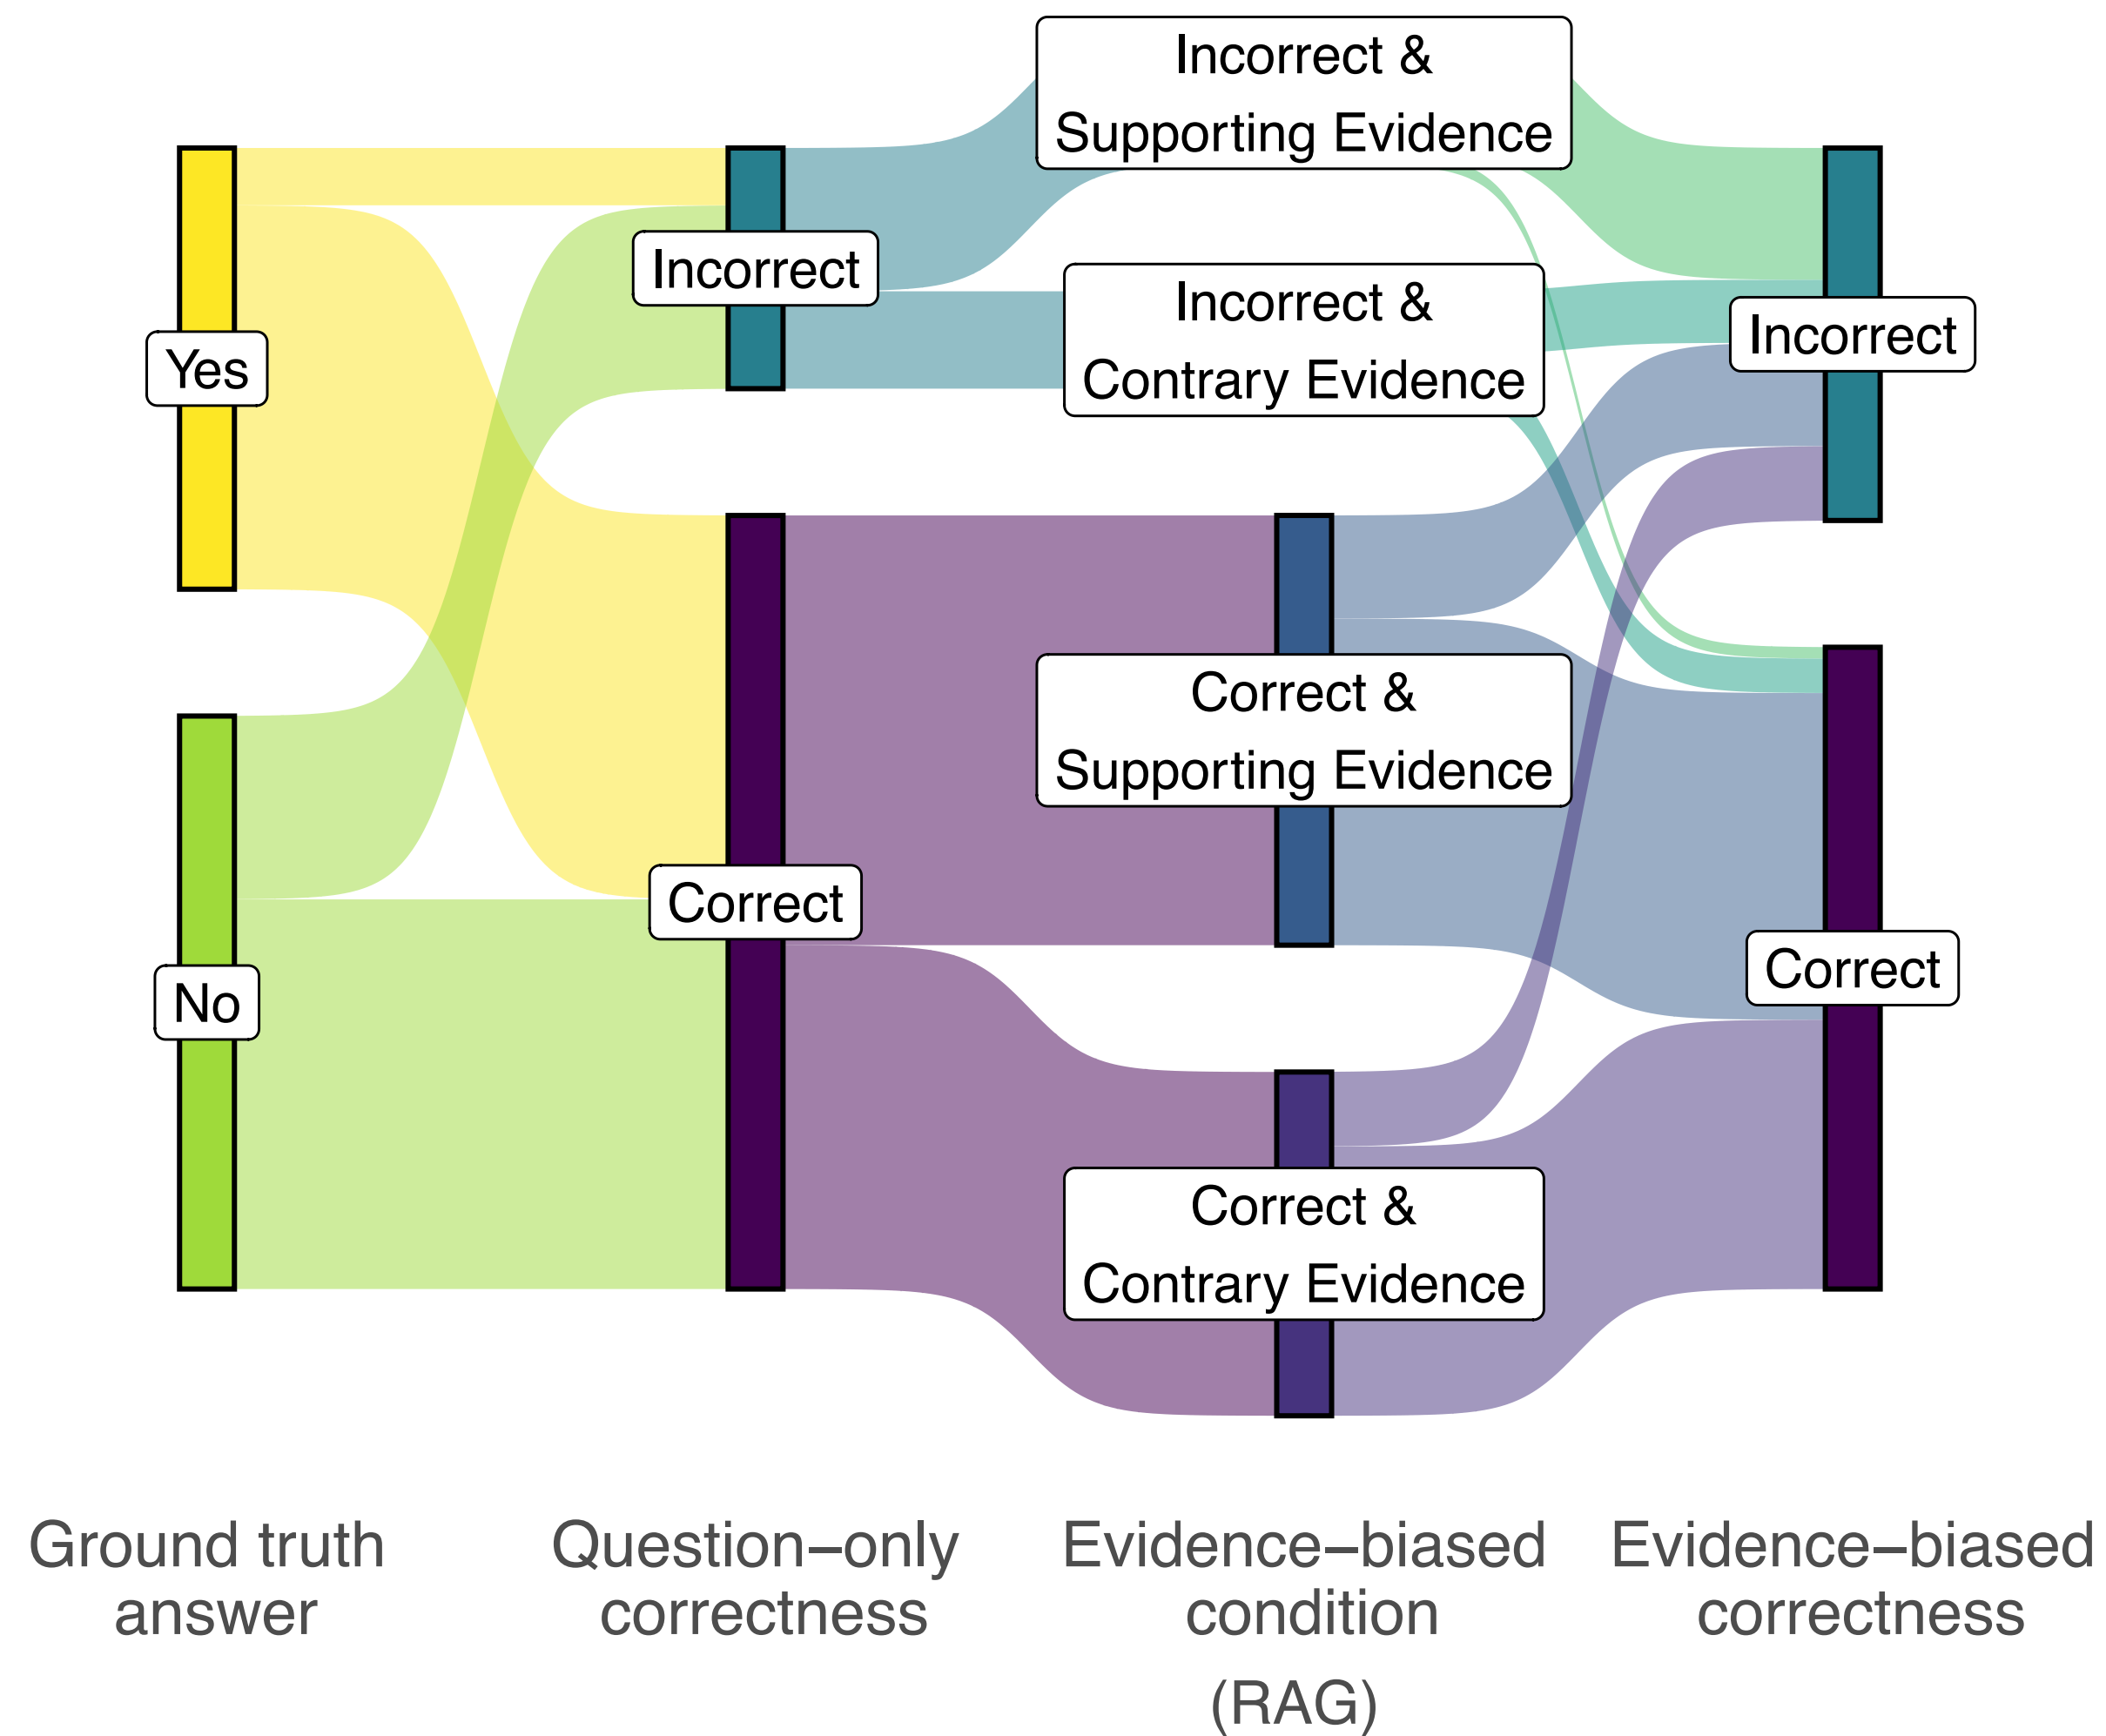 Yes
No
Incorrect
Correct
Incorrect &
Supporting Evidence
Incorrect &
Contrary Evidence
Correct &
Supporting Evidence
Correct &
Contrary Evidence
Incorrect
Correct
Ground truth
answer
Question−only
correctness
Evidence−biased
condition
(RAG)
Evidence−biased
correctness